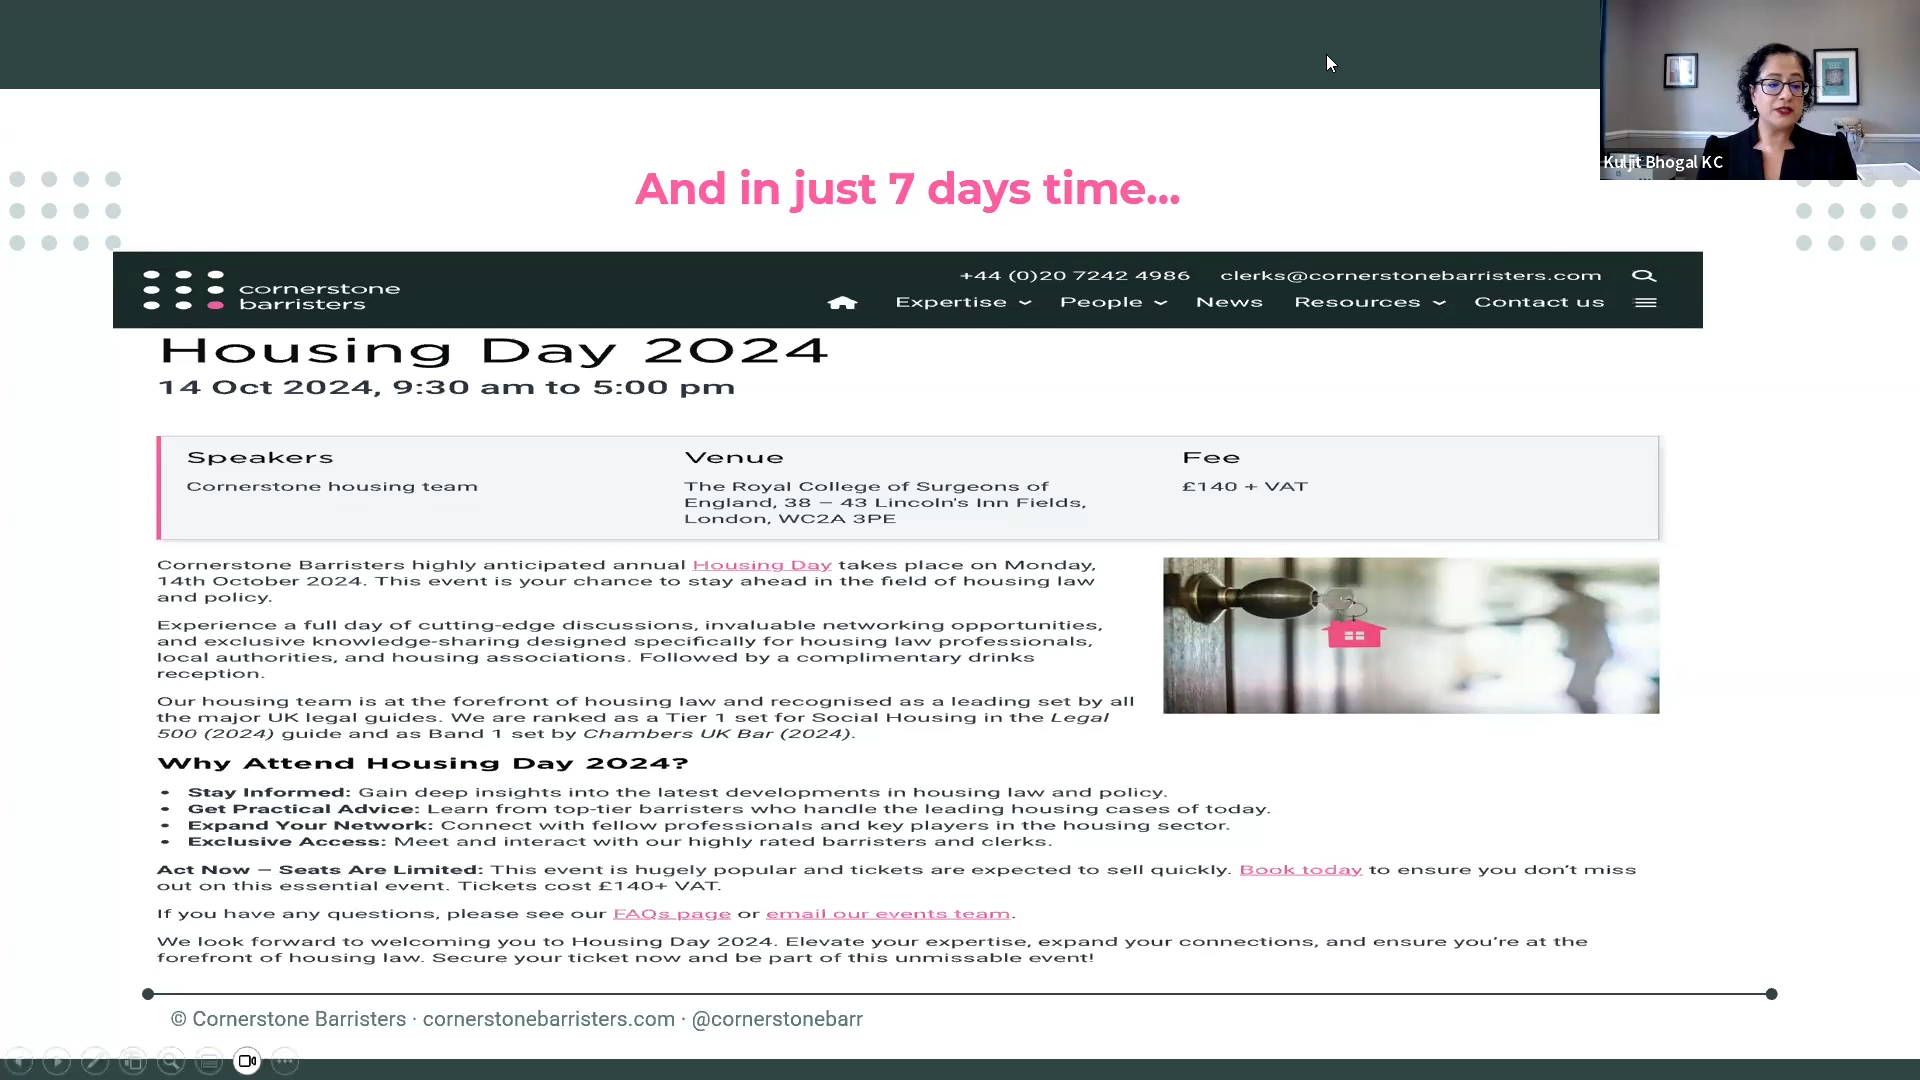 Kuljit Bhogal KC
And in just 7 days time...
cornerstone
barristers
+44 (0)20 7242 4986 clerks@cornerstonebarristers.com
Expertise People News Resources Contact us
Housing Day 2024
14 Oct 2024, 9:30 am to 5:00 pm
Speakers
Cornerstone housing team
Venue
The Royal College of Surgeons of
England, 38 – 43 Lincoln's Inn Fields,
London, WC2A 3PE
Fee
£140 + VAT
Cornerstone Barristers highly anticipated annual Housing Day takes place on Monday,
14th October 2024. This event is your chance to stay ahead in the field of housing law
and policy.
Experience a full day of cutting-edge discussions, invaluable networking opportunities,
and exclusive knowledge-sharing designed specifically for housing law professionals,
local authorities, and housing associations. Followed by a complimentary drinks
reception.
Our housing team is at the forefront of housing law and recognised as a leading set by all
the major UK legal guides. We are ranked as a Tier 1 set for Social Housing in the Legal
500 (2024) guide and as Band 1 set by Chambers UK Bar (2024).
Why Attend Housing Day 2024?
• Stay Informed: Gain deep insights into the latest developments in housing law and policy.
• Get Practical Advice: Learn from top-tier barristers who handle the leading housing cases of today.
• Expand Your Network: Connect with fellow professionals and key players in the housing sector.
• Exclusive Access: Meet and interact with our highly rated barristers and clerks.
Act Now – Seats Are Limited: This event is hugely popular and tickets are expected to sell quickly. Book today to ensure you don't miss
out on this essential event. Tickets cost £140+ VAT.
If you have any questions, please see our FAQs page or email our events team.
We look forward to welcoming you to Housing Day 2024. Elevate your expertise, expand your connections, and ensure you're at the
forefront of housing law. Secure your ticket now and be part of this unmissable event!
© Cornerstone Barristers · cornerstonebarristers.com · @cornerstonebarr